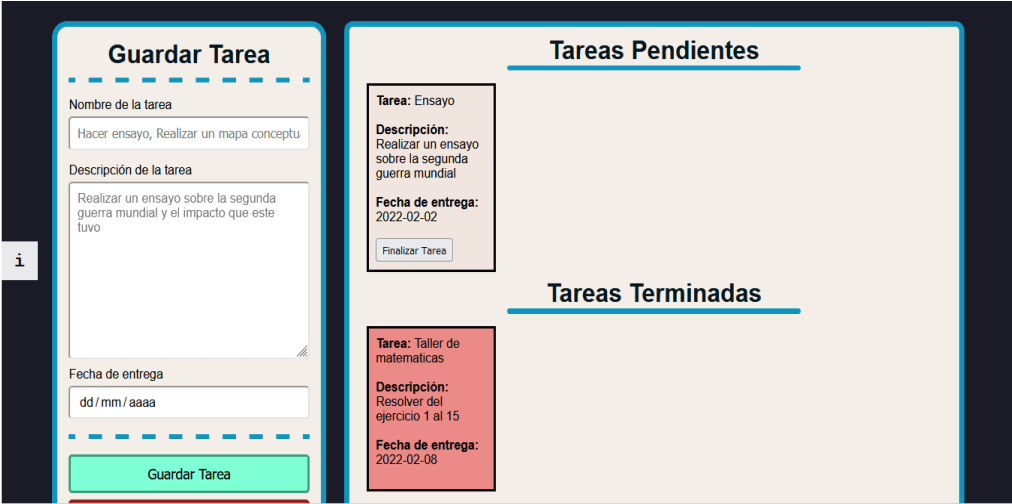 Guardar Tarea
Nombre de la tarea
Hacer ensayo, Realizar un mapa conceptu
Descripción de la tarea
Realizar un ensayo sobre la segunda
guerra mundial y el impacto que este
tuvo
Fecha de entrega
dd/mm/aaaa
Guardar Tarea
i
Tareas Pendientes
Tarea: Ensayo
Descripción:
Realizar un ensayo
sobre la segunda
guerra mundial
Fecha de entrega:
2022-02-02
Finalizar Tarea
Tareas Terminadas
Tarea: Taller de
matematicas
Descripción:
Resolver del
ejercicio 1 al 15
Fecha de entrega:
2022-02-08